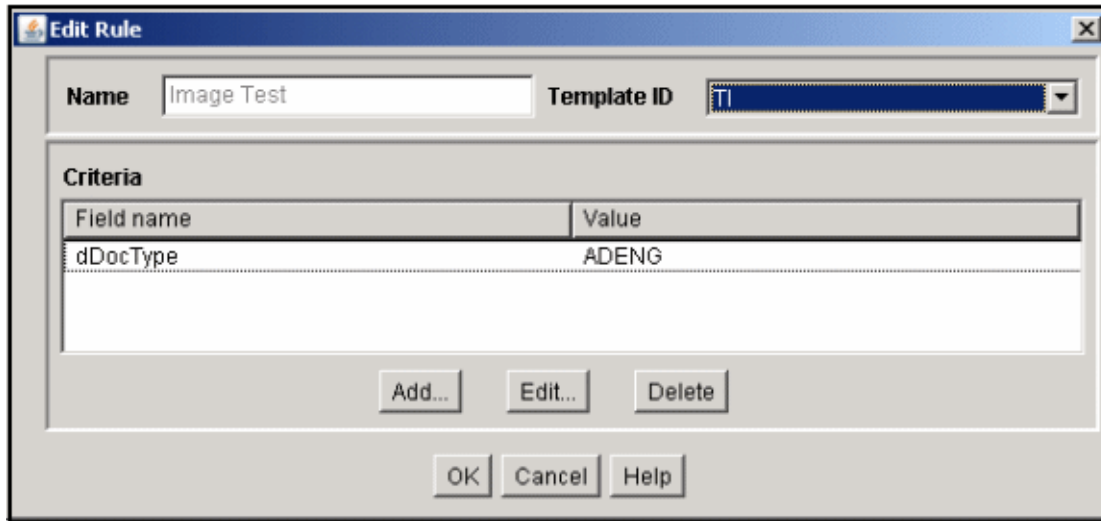 Edit Rule
Name Image Test Template ID TI
Criteria
Field name Value
dDocType ADENG
Add... Edit... Delete
OK Cancel Help